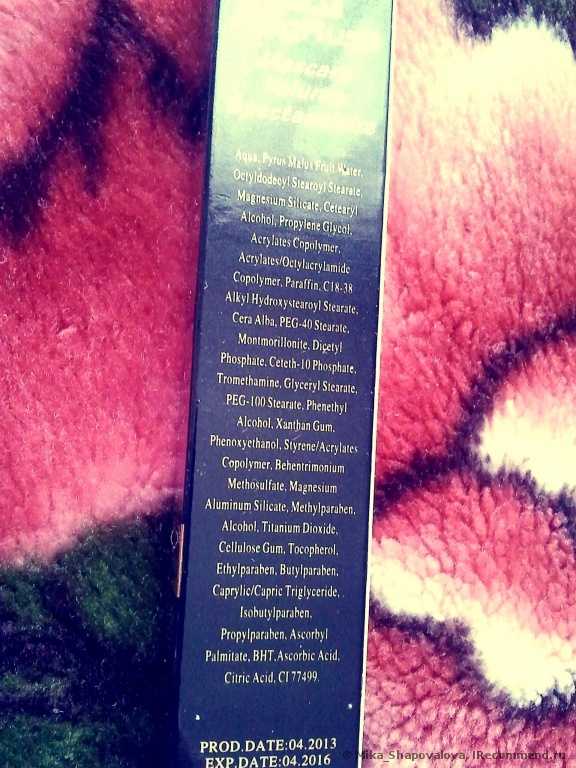 Aqua, Pyrus Malus Fruit Water,
Octyldodecyl Stearoyl Stearate,
Magnesium Silicate, Cetearyl
Alcohol, Propylene Glycol,
Acrylates Copolymer,
Acrylates/Octylacrylamide
Copolymer, Paraffin, C18-38
Alkyl Hydroxystearoyl Stearate,
Cera Alba, PEG-40 Stearate,
Montmorillonite, Dicetyl
Phosphate, Ceteth-10 Phosphate,
Tromethamine, Glyceryl Stearate,
PEG-100 Stearate, Phenethyl
Alcohol, Xanthan Gum,
Phenoxyethanol, Styrene/Acrylates
Copolymer, Behentrimonium
Methosulfate, Magnesium
Aluminum Silicate, Methylparaben,
Alcohol, Titanium Dioxide,
Cellulose Gum, Tocopherol,
Ethylparaben, Butylparaben,
Caprylic/Capric Triglyceride,
Isobutylparaben,
Propylparaben, Ascorbyl
Palmitate, BHT,Ascorbic Acid,
Citric Acid, CI 77499.
PROD.DATE:04.2013
EXP.DATE:04.2016
© Mika Shapovalova, IRecommend.ru